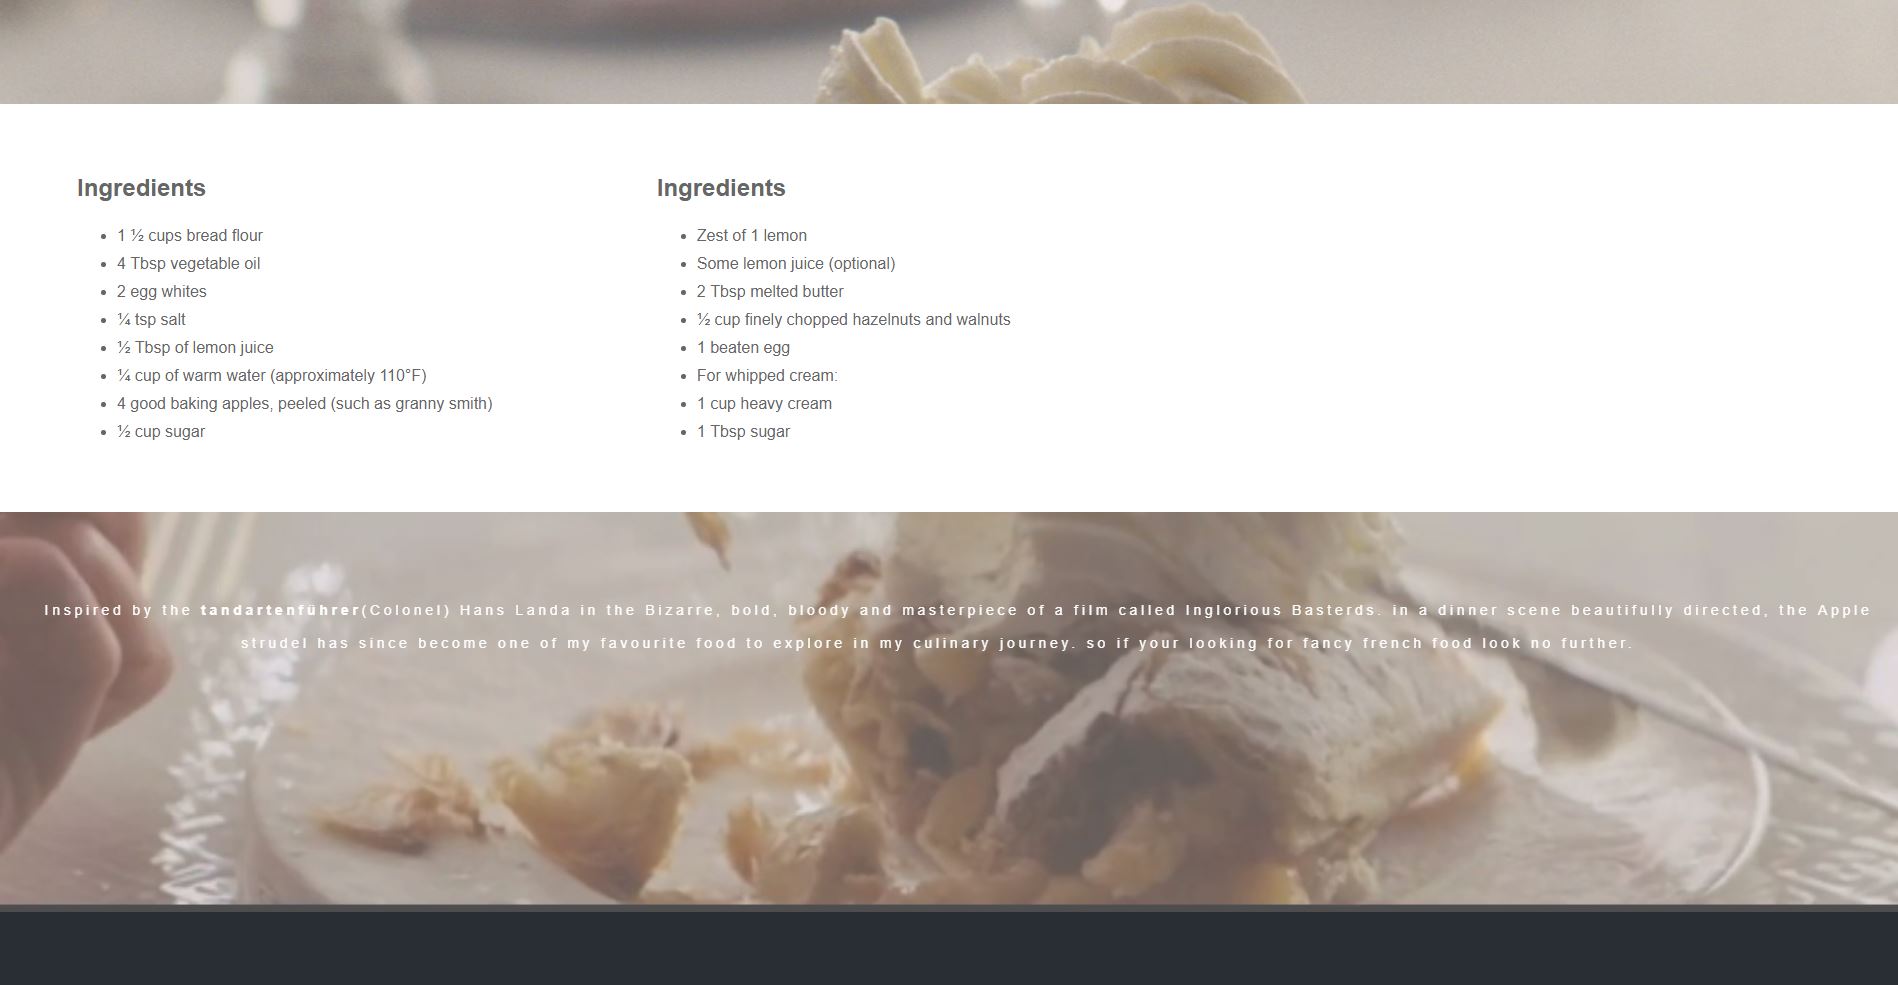 Ingredients
1 ½ cups bread flour
4 Tbsp vegetable oil
2 egg whites
¼ tsp salt
½ Tbsp of lemon juice
¼ cup of warm water (approximately 110°F)
4 good baking apples, peeled (such as granny smith)
½ cup sugar
Ingredients
Zest of 1 lemon
Some lemon juice (optional)
2 Tbsp melted butter
½ cup finely chopped hazelnuts and walnuts
1 beaten egg
For whipped cream:
1 cup heavy cream
1 Tbsp sugar
Inspired by the tandartenführer(Colonel) Hans Landa in the Bizarre, bold, bloody and masterpiece of a film called Inglorious Basterds. in a dinner scene beautifully directed, the Apple
strudel has since become one of my favourite food to explore in my culinary journey. so if your looking for fancy french food look no further.